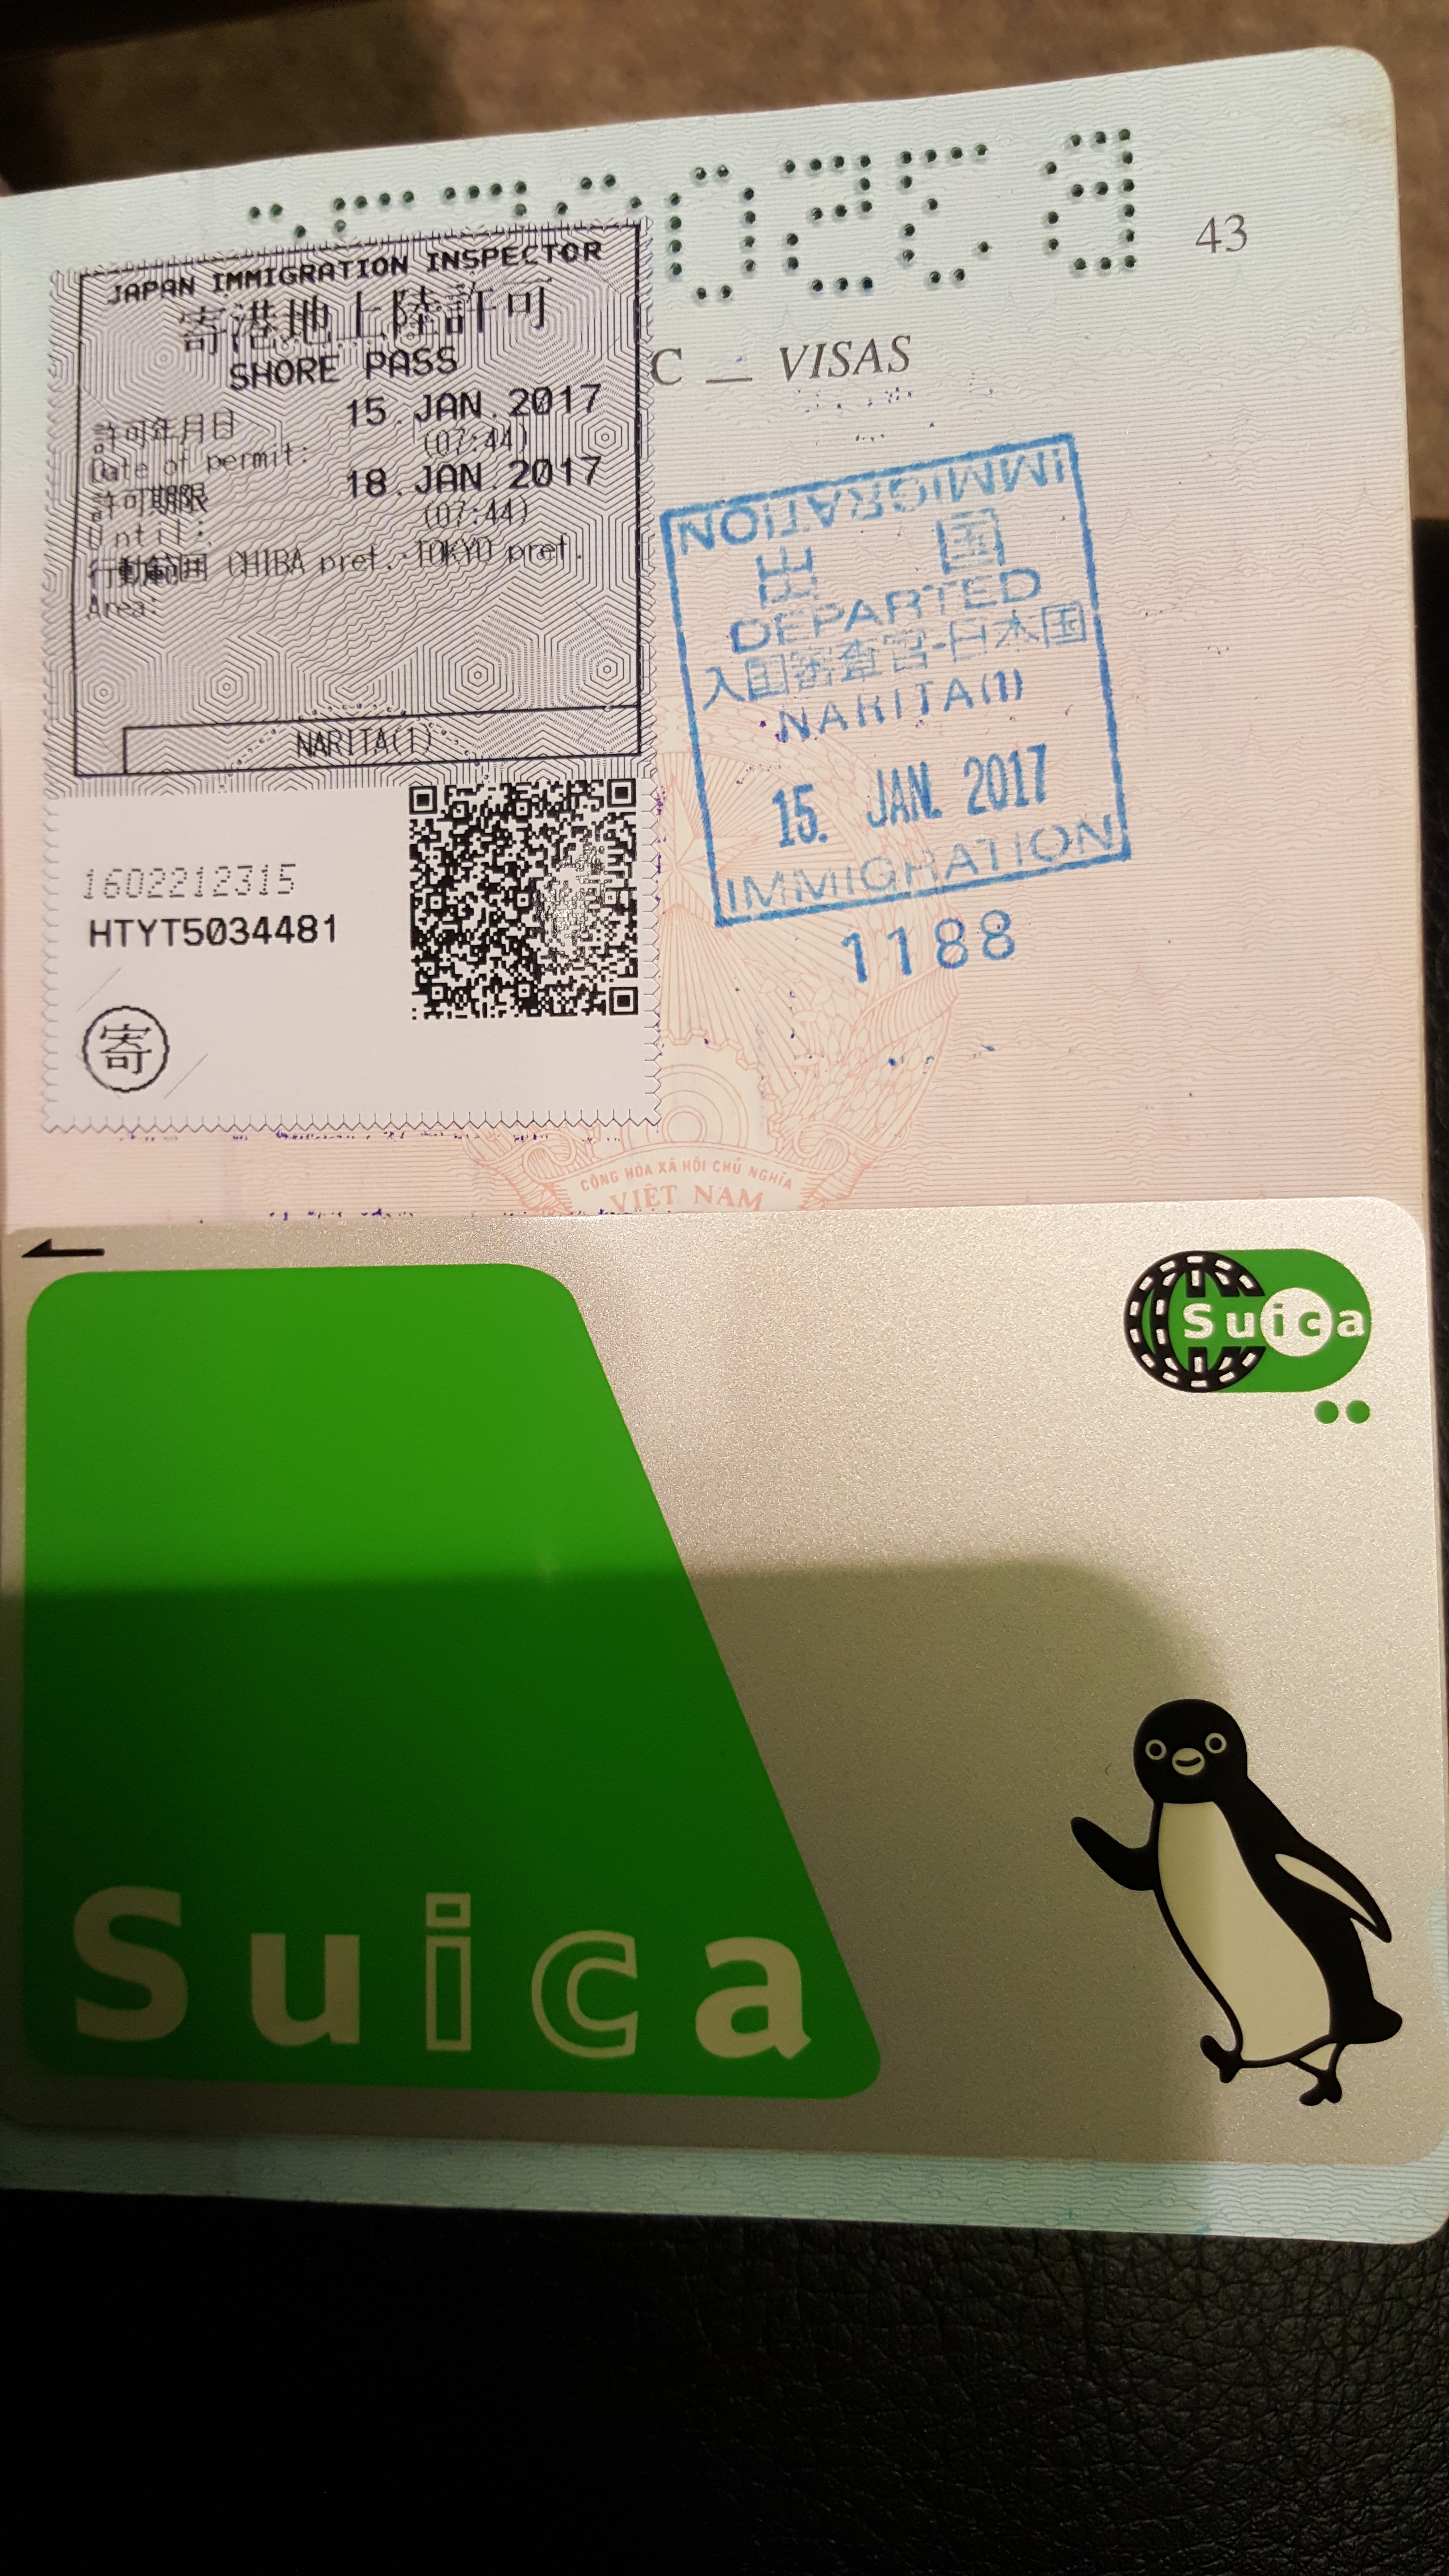 43
C — VISAS
JAPAN IMMIGRATION INSPECTOR
寄港地上陸許可
SHORE PASS
許可年月日 15. JAN. 2017
Date of permit: (07:44)
許可期限 18. JAN. 2017
Until: (07:44)
行動範囲 CHIBA pref.・TOKYO pref.
Area:
NARITA(1)
1602212315
HTYT5034481
寄
IMMIGRATION
出国
DEPARTED
入国審査官-日本国
NARITA(1)
15. JAN. 2017
IMMIGRATION
1188
CỘNG HÒA XÃ HỘI CHỦ NGHĨA
VIỆT NAM
Suica
Suica